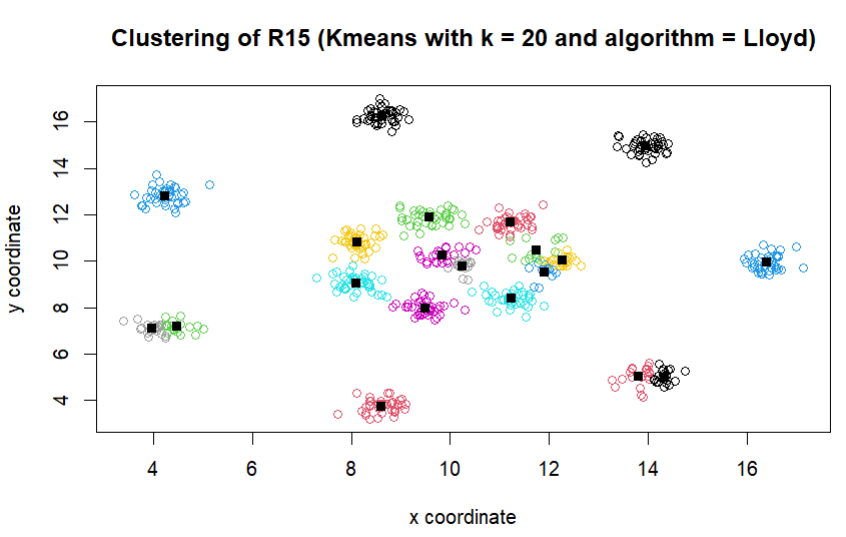 Clustering of R15 (Kmeans with k = 20 and algorithm = Lloyd)
16
14
12
10
8
6
4
y coordinate
4 6 8 10 12 14 16
x coordinate